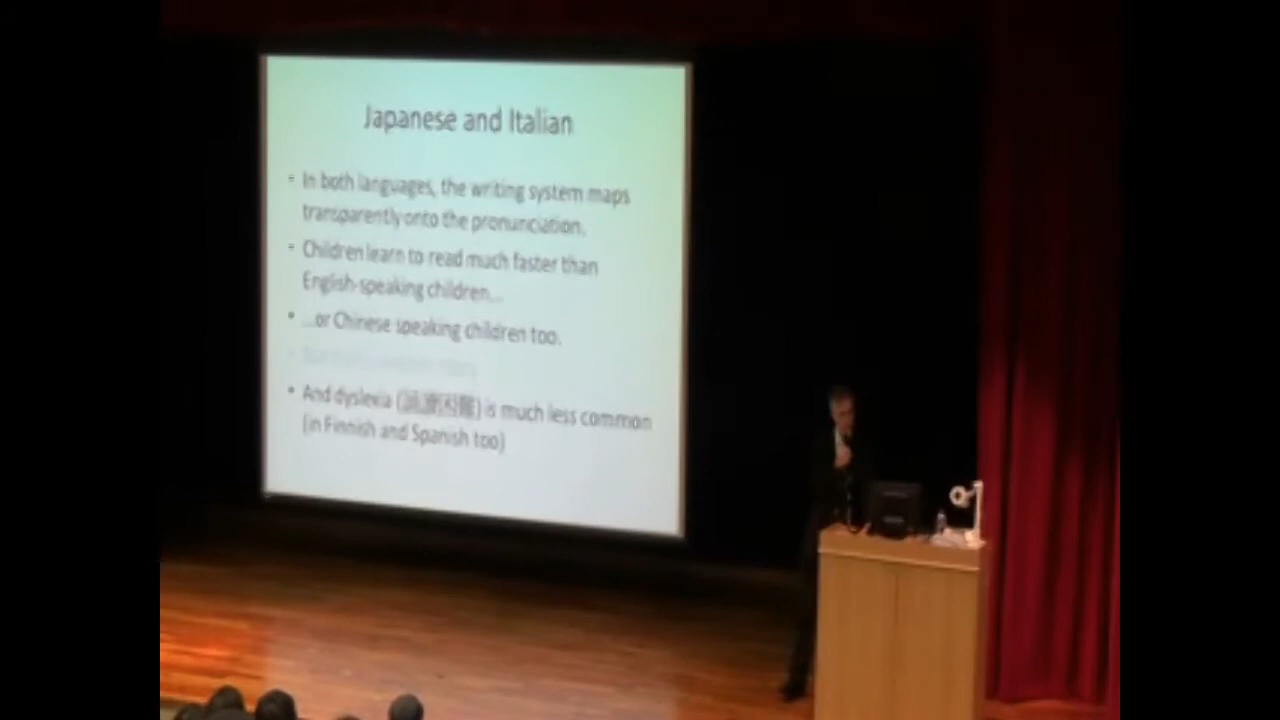 Japanese and Italian
In both languages, the writing system maps
transparently onto the pronunciation.
Children learn to read much faster than
English-speaking children...
...or Chinese speaking children too.
And dyslexia (困難) is much less common
(in Finnish and Spanish too)